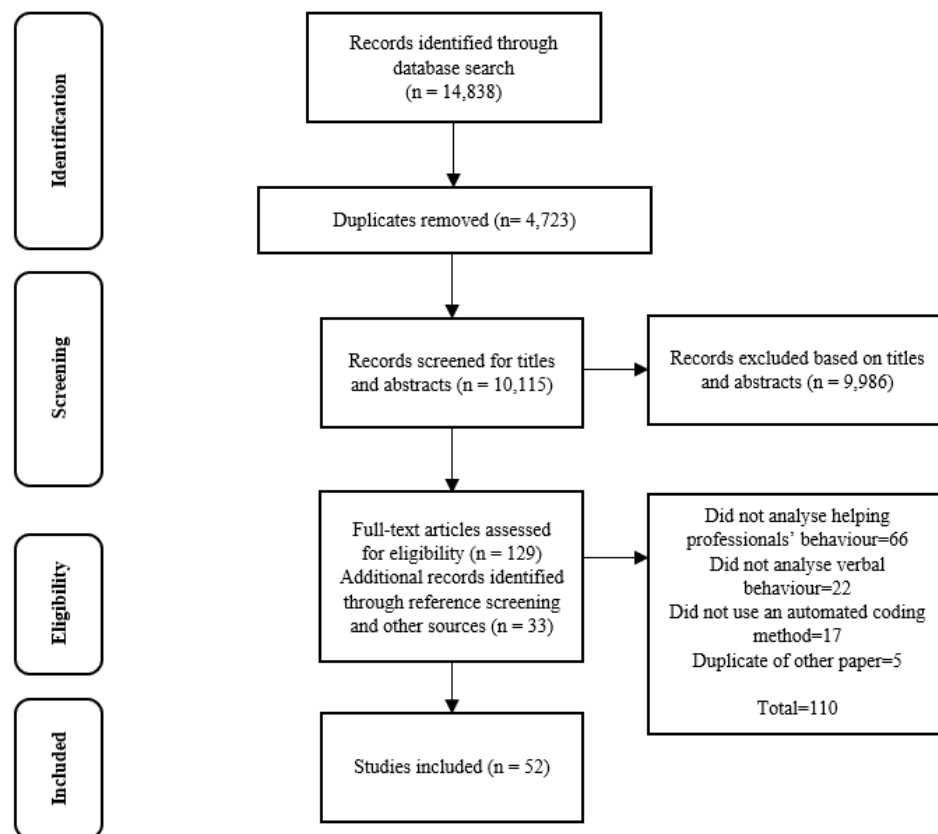 Identification
Records identified through
database search
(n = 14,838)
Duplicates removed (n= 4,723)
Screening
Records screened for titles
and abstracts (n = 10,115)
Records excluded based on titles
and abstracts (n = 9,986)
Eligibility
Full-text articles assessed
for eligibility (n = 129)
Additional records identified
through reference screening
and other sources (n = 33)
Did not analyse helping
professionals’ behaviour=66
Did not analyse verbal
behaviour=22
Did not use an automated coding
method=17
Duplicate of other paper=5
Total=110
Included
Studies included (n = 52)